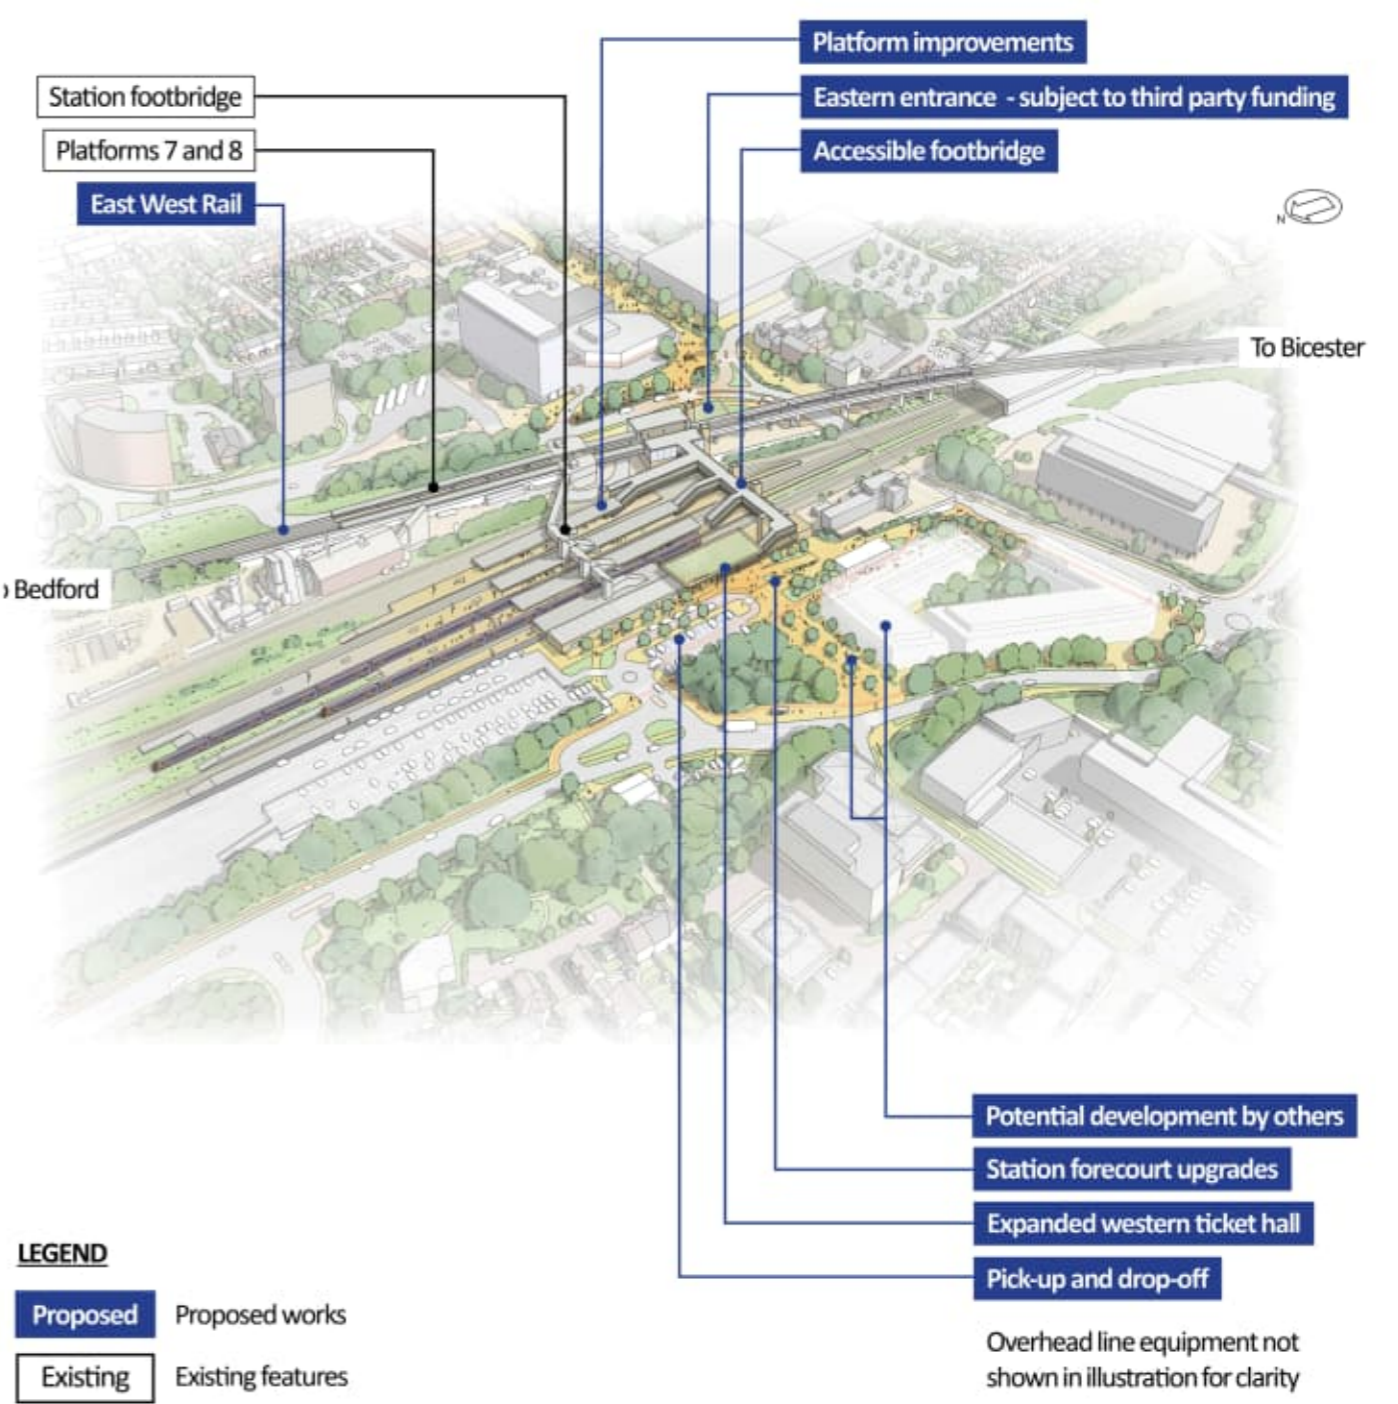 Platform improvements
Station footbridge
Eastern entrance - subject to third party funding
Platforms 7 and 8
Accessible footbridge
East West Rail
N
To Bicester
Bedford
Potential development by others
Station forecourt upgrades
Expanded western ticket hall
Pick-up and drop-off
LEGEND
Proposed Proposed works
Existing Existing features
Overhead line equipment not
shown in illustration for clarity